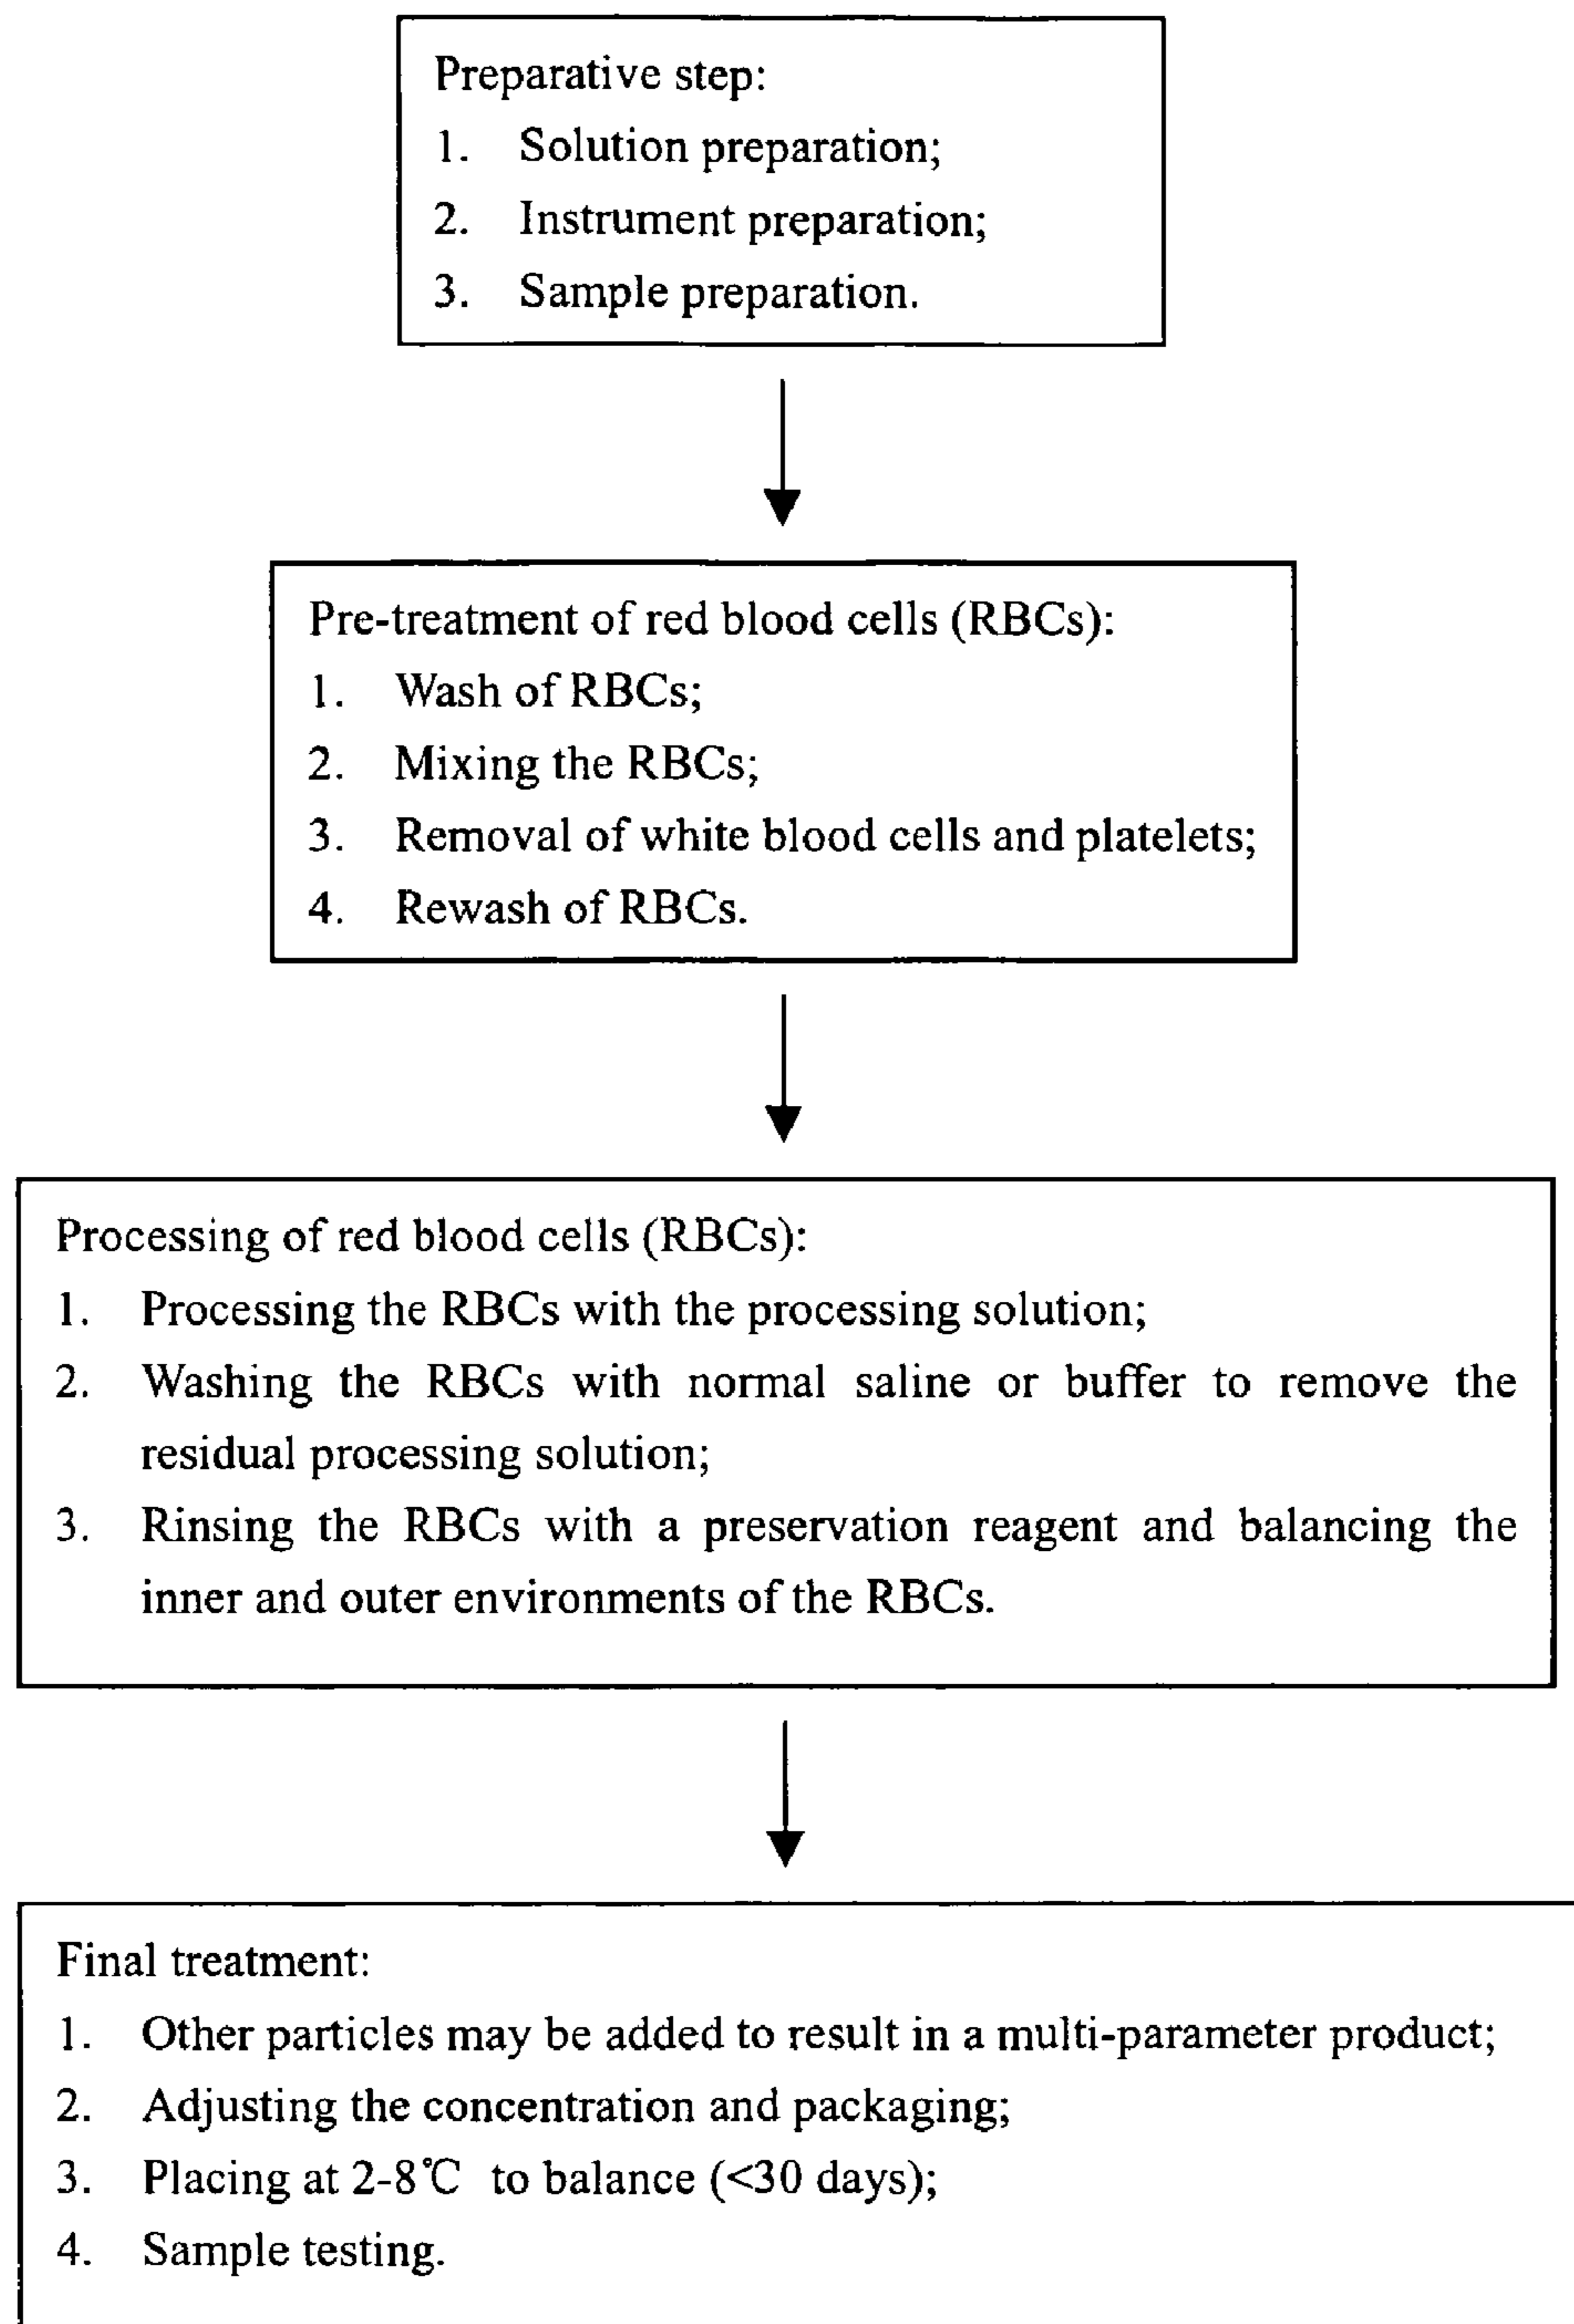 Preparative step:
1. Solution preparation;
2. Instrument preparation;
3. Sample preparation.
Pre-treatment of red blood cells (RBCs):
1. Wash of RBCs;
2. Mixing the RBCs;
3. Removal of white blood cells and platelets;
4. Rewash of RBCs.
Processing of red blood cells (RBCs):
1. Processing the RBCs with the processing solution;
2. Washing the RBCs with normal saline or buffer to remove the
residual processing solution;
3. Rinsing the RBCs with a preservation reagent and balancing the
inner and outer environments of the RBCs.
Final treatment:
1. Other particles may be added to result in a multi-parameter product;
2. Adjusting the concentration and packaging;
3. Placing at 2-8℃ to balance (<30 days);
4. Sample testing.